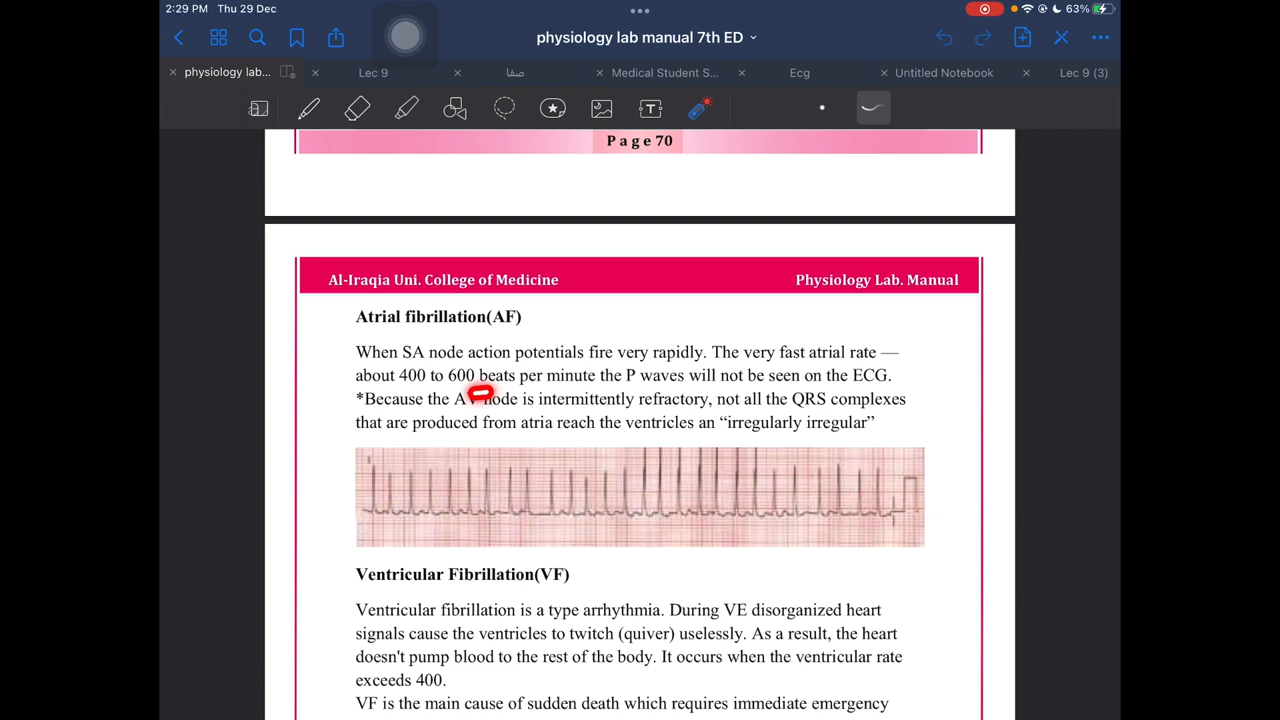 2:29 PM Thu 29 Dec
63%
physiology lab manual 7th ED
physiology lab...
Lec 9
صفا
Medical Student S...
Ecg
Untitled Notebook
Lec 9 (3)
Page 70
Al-Iraqia Uni. College of Medicine
Physiology Lab. Manual
Atrial fibrillation(AF)
When SA node action potentials fire very rapidly. The very fast atrial rate —
about 400 to 600 beats per minute the P waves will not be seen on the ECG.
*Because the AV node is intermittently refractory, not all the QRS complexes
that are produced from atria reach the ventricles an “irregularly irregular”
Ventricular Fibrillation(VF)
Ventricular fibrillation is a type arrhythmia. During VE disorganized heart
signals cause the ventricles to twitch (quiver) uselessly. As a result, the heart
doesn't pump blood to the rest of the body. It occurs when the ventricular rate
exceeds 400.
VF is the main cause of sudden death which requires immediate emergency